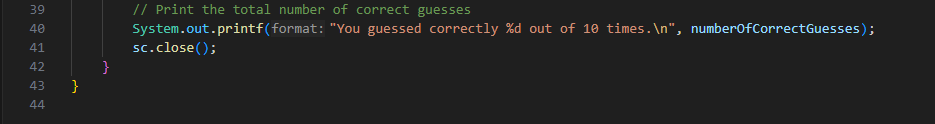 39 // Print the total number of correct guesses
40 System.out.printf(format: "You guessed correctly %d out of 10 times.\n", numberOfCorrectGuesses);
41 sc.close();
42 }
43 }
44